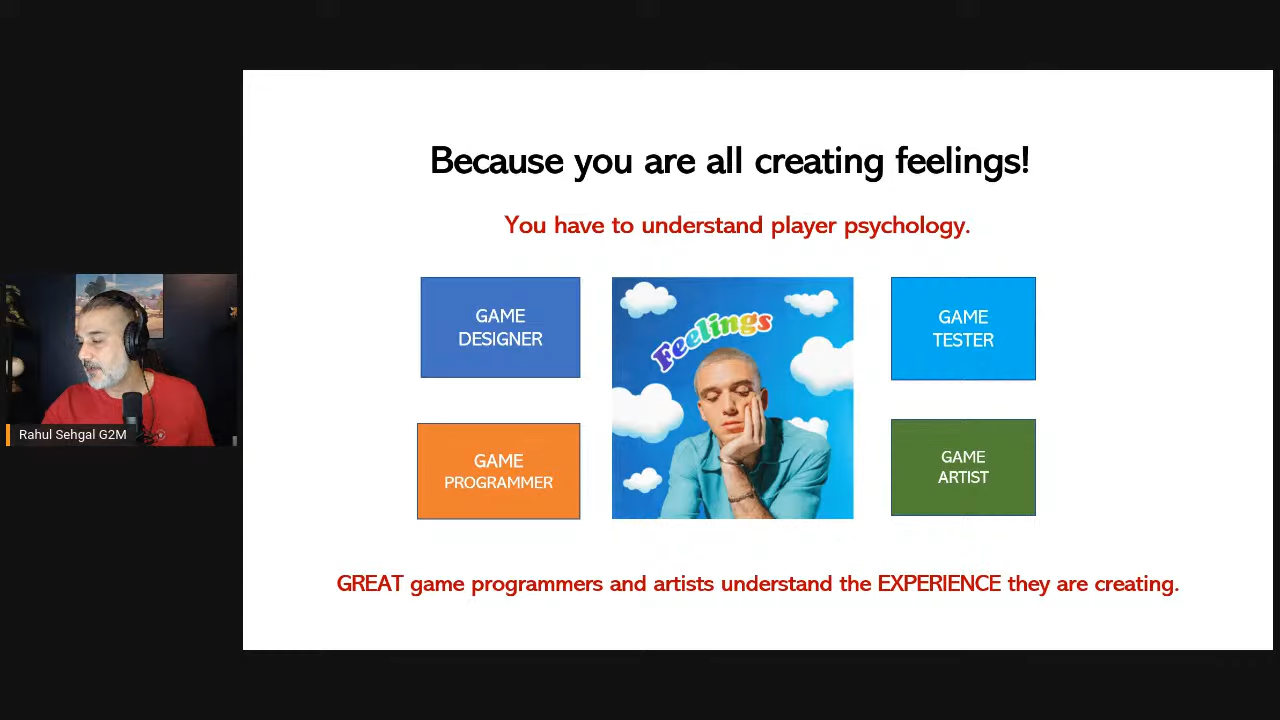 Because you are all creating feelings!
You have to understand player psychology.
GAME
DESIGNER
Feelings
GAME
TESTER
Rahul Sehgal G2M
GAME
PROGRAMMER
GAME
ARTIST
GREAT game programmers and artists understand the EXPERIENCE they are creating.